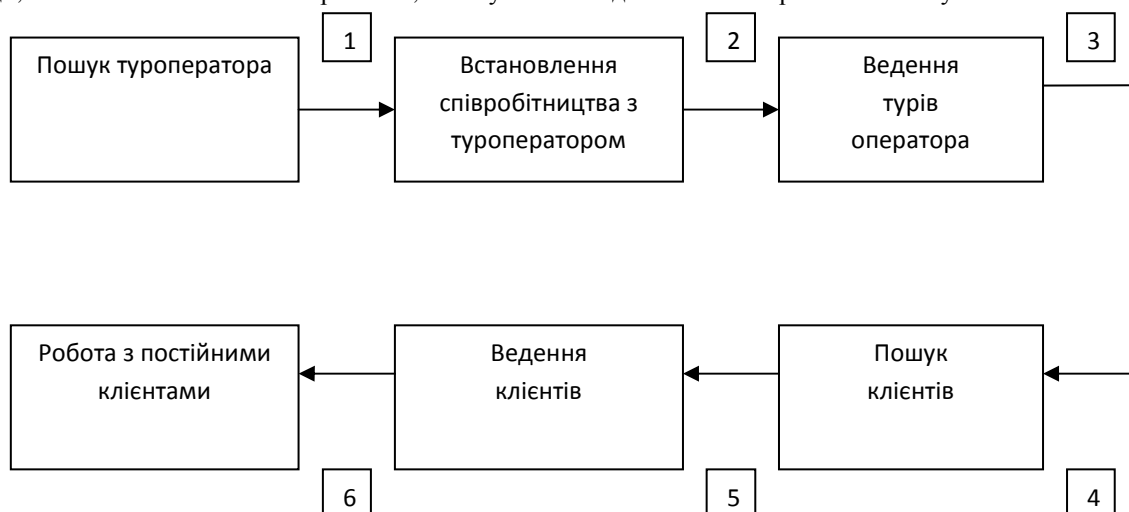 1
2
3
Пошук туроператора
Встановлення
співробітництва з
туроператором
Ведення
турів
оператора
Робота з постійними
клієнтами
Ведення
клієнтів
Пошук
клієнтів
6
5
4